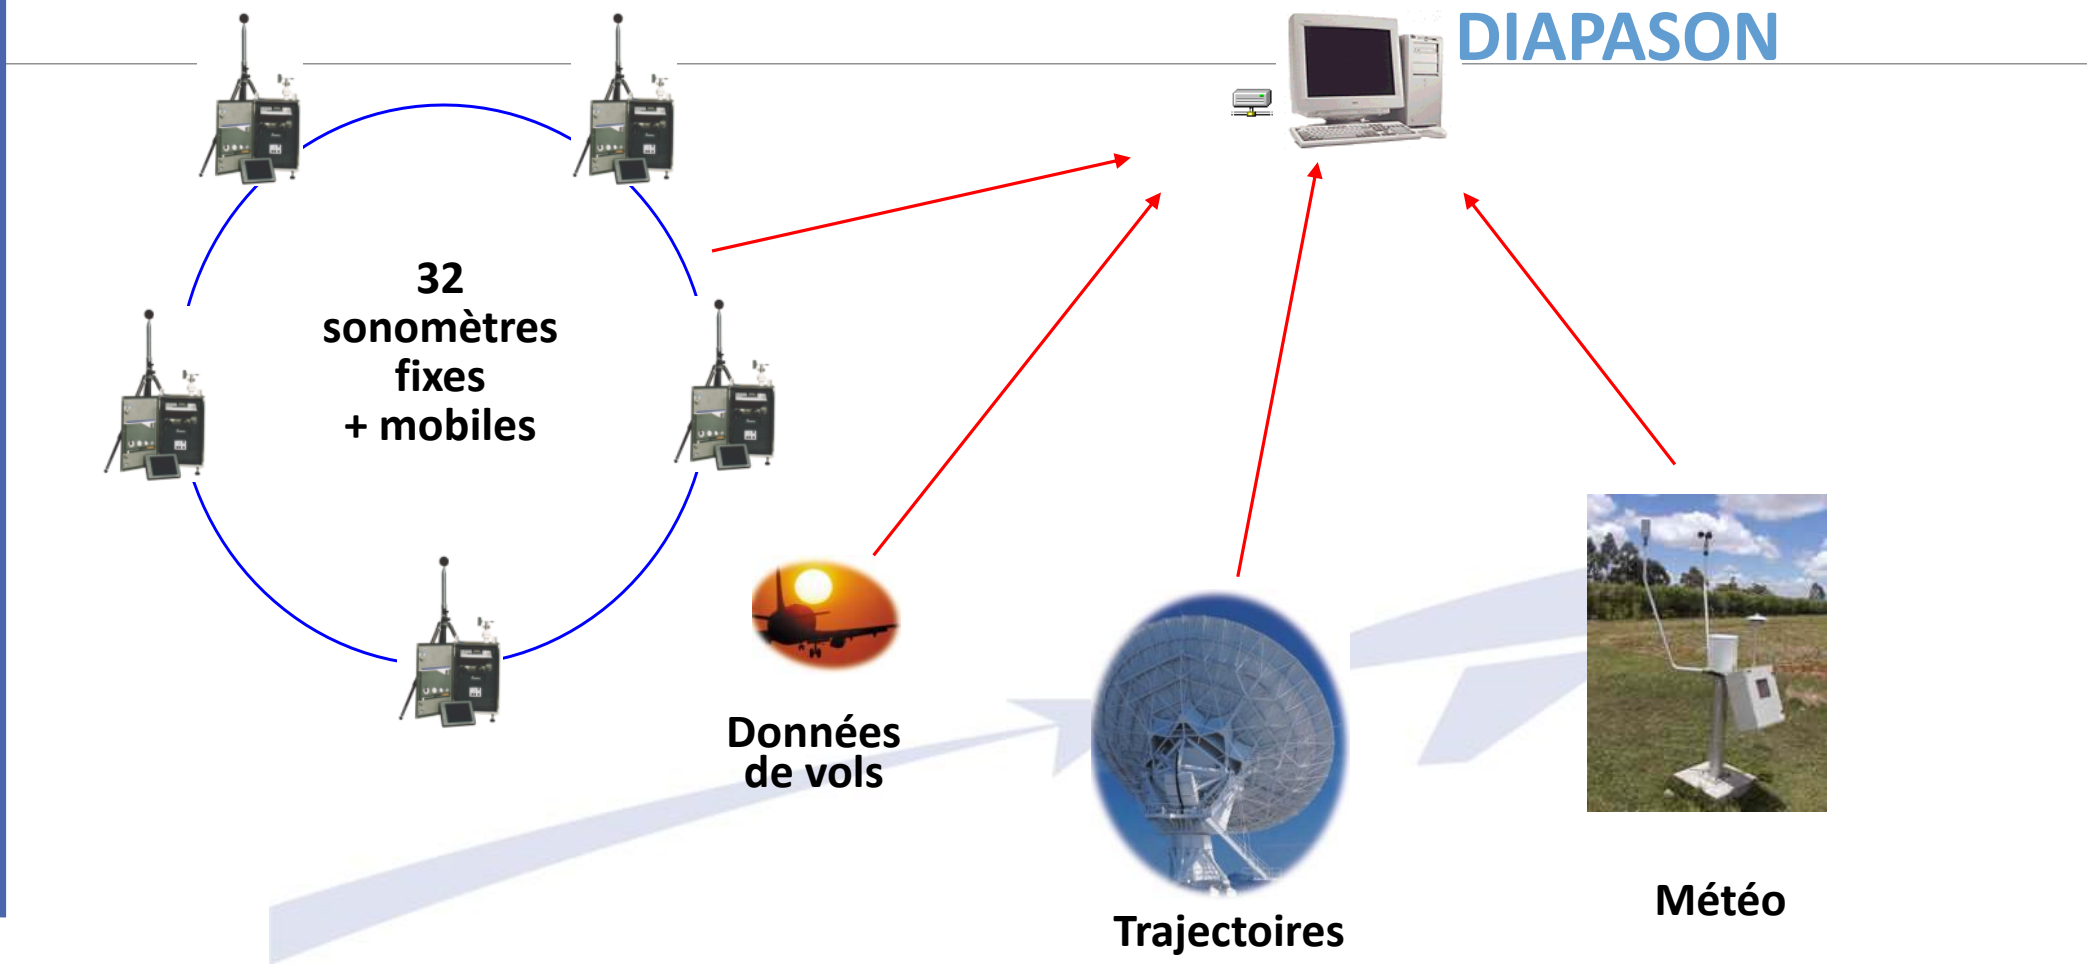 DIAPASON
32
sonomètres
fixes
+ mobiles
Données
de vols
Trajectoires
Météo